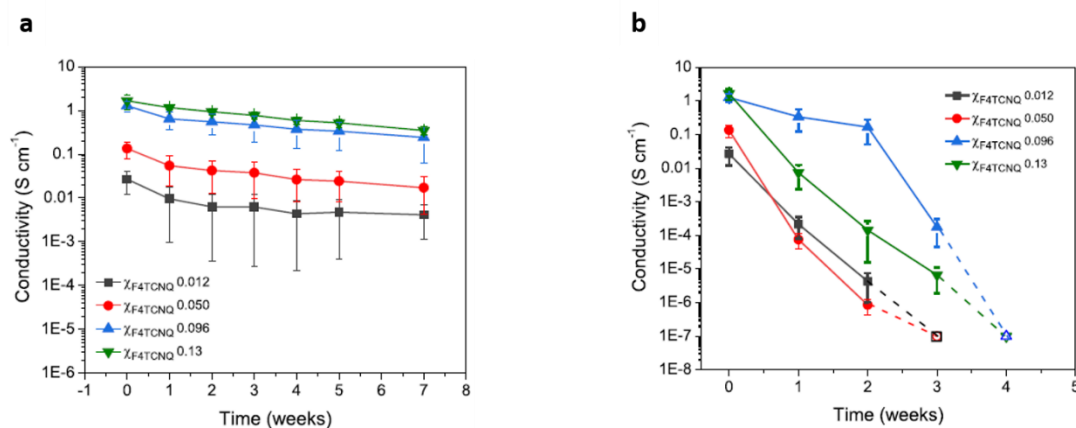 a
b
10
1
0.1
0.01
1E-3
1E-4
1E-5
1E-6
Conductivity (S cm⁻¹)
χF4TCNQ 0.012
χF4TCNQ 0.050
χF4TCNQ 0.096
χF4TCNQ 0.13
-1 0 1 2 3 4 5 6 7 8
Time (weeks)
10
1
0.1
0.01
1E-3
1E-4
1E-5
1E-6
1E-7
1E-8
Conductivity (S cm⁻¹)
χF4TCNQ 0.012
χF4TCNQ 0.050
χF4TCNQ 0.096
χF4TCNQ 0.13
0 1 2 3 4 5
Time (weeks)